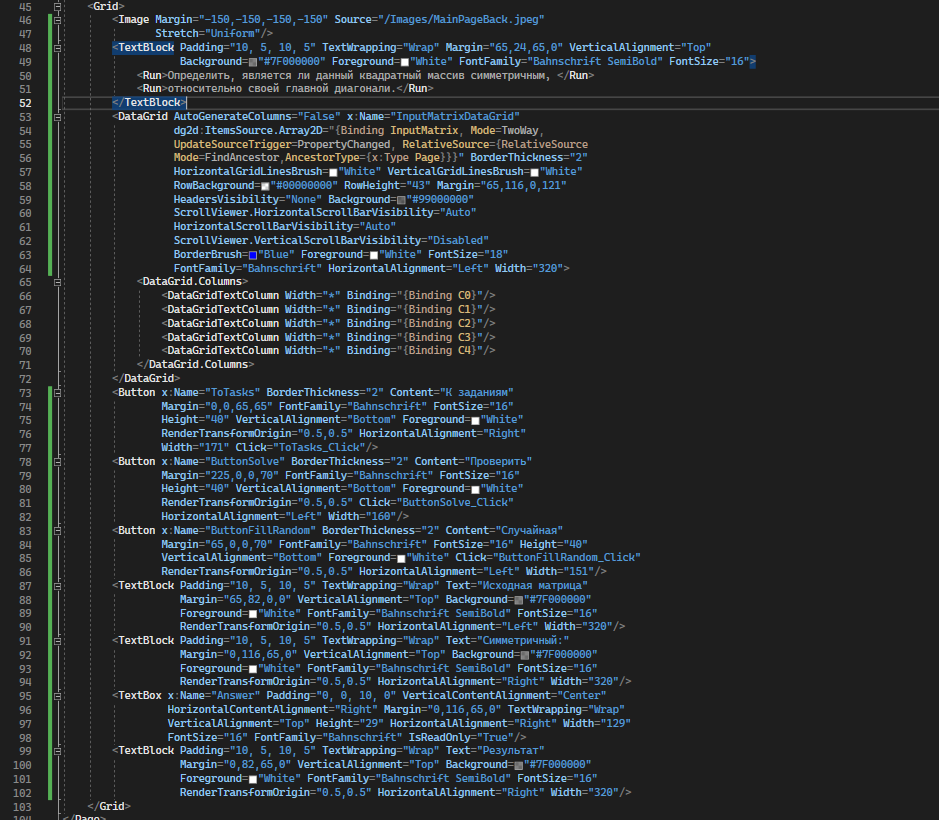 45 <Grid>
46 <Image Margin="-150,-150,-150,-150" Source="/Images/MainPageBack.jpeg"
47 Stretch="Uniform"/>
48 <TextBlock Padding="10, 5, 10, 5" TextWrapping="Wrap" Margin="65,24,65,0" VerticalAlignment="Top"
49 Background="#7F000000" Foreground="White" FontFamily="Bahnschrift SemiBold" FontSize="16">
50 <Run>Определить, является ли данный квадратный массив симметричным, </Run>
51 <Run>относительно своей главной диагонали.</Run>
52 </TextBlock>
53 <DataGrid AutoGenerateColumns="False" x:Name="InputMatrixDataGrid"
54 dg2d:ItemsSource.Array2D="{Binding InputMatrix, Mode=TwoWay,
55 UpdateSourceTrigger=PropertyChanged, RelativeSource={RelativeSource
56 Mode=FindAncestor,AncestorType={x:Type Page}}}" BorderThickness="2"
57 HorizontalGridLinesBrush="White" VerticalGridLinesBrush="White"
58 RowBackground="#00000000" RowHeight="43" Margin="65,116,0,121"
59 HeadersVisibility="None" Background="#99000000"
60 ScrollViewer.HorizontalScrollBarVisibility="Auto"
61 HorizontalScrollBarVisibility="Auto"
62 ScrollViewer.VerticalScrollBarVisibility="Disabled"
63 BorderBrush="Blue" Foreground="White" FontSize="18"
64 FontFamily="Bahnschrift" HorizontalAlignment="Left" Width="320">
65 <DataGrid.Columns>
66 <DataGridTextColumn Width="*" Binding="{Binding C0}"/>
67 <DataGridTextColumn Width="*" Binding="{Binding C1}"/>
68 <DataGridTextColumn Width="*" Binding="{Binding C2}"/>
69 <DataGridTextColumn Width="*" Binding="{Binding C3}"/>
70 <DataGridTextColumn Width="*" Binding="{Binding C4}"/>
71 </DataGrid.Columns>
72 </DataGrid>
73 <Button x:Name="ToTasks" BorderThickness="2" Content="К заданиям"
74 Margin="0,0,65,65" FontFamily="Bahnschrift" FontSize="16"
75 Height="40" VerticalAlignment="Bottom" Foreground="White"
76 RenderTransformOrigin="0.5,0.5" HorizontalAlignment="Right"
77 Width="171" Click="ToTasks_Click"/>
78 <Button x:Name="ButtonSolve" BorderThickness="2" Content="Проверить"
79 Margin="225,0,0,70" FontFamily="Bahnschrift" FontSize="16"
80 Height="40" VerticalAlignment="Bottom" Foreground="White"
81 RenderTransformOrigin="0.5,0.5" Click="ButtonSolve_Click"
82 HorizontalAlignment="Left" Width="160"/>
83 <Button x:Name="ButtonFillRandom" BorderThickness="2" Content="Случайная"
84 Margin="65,0,0,70" FontFamily="Bahnschrift" FontSize="16" Height="40"
85 VerticalAlignment="Bottom" Foreground="White" Click="ButtonFillRandom_Click"
86 RenderTransformOrigin="0.5,0.5" HorizontalAlignment="Left" Width="151"/>
87 <TextBlock Padding="10, 5, 10, 5" TextWrapping="Wrap" Text="Исходная матрица"
88 Margin="65,82,0,0" VerticalAlignment="Top" Background="#7F000000"
89 Foreground="White" FontFamily="Bahnschrift SemiBold" FontSize="16"
90 RenderTransformOrigin="0.5,0.5" HorizontalAlignment="Left" Width="320"/>
91 <TextBlock Padding="10, 5, 10, 5" TextWrapping="Wrap" Text="Симметричный:"
92 Margin="0,116,65,0" VerticalAlignment="Top" Background="#7F000000"
93 Foreground="White" FontFamily="Bahnschrift SemiBold" FontSize="16"
94 RenderTransformOrigin="0.5,0.5" HorizontalAlignment="Right" Width="320"/>
95 <TextBox x:Name="Answer" Padding="0, 0, 10, 0" VerticalContentAlignment="Center"
96 HorizontalContentAlignment="Right" Margin="0,116,65,0" TextWrapping="Wrap"
97 VerticalAlignment="Top" Height="29" HorizontalAlignment="Right" Width="129"
98 FontSize="16" FontFamily="Bahnschrift" IsReadOnly="True"/>
99 <TextBlock Padding="10, 5, 10, 5" TextWrapping="Wrap" Text="Результат"
100 Margin="0,82,65,0" VerticalAlignment="Top" Background="#7F000000"
101 Foreground="White" FontFamily="Bahnschrift SemiBold" FontSize="16"
102 RenderTransformOrigin="0.5,0.5" HorizontalAlignment="Right" Width="320"/>
103 </Grid>
104 </Page>